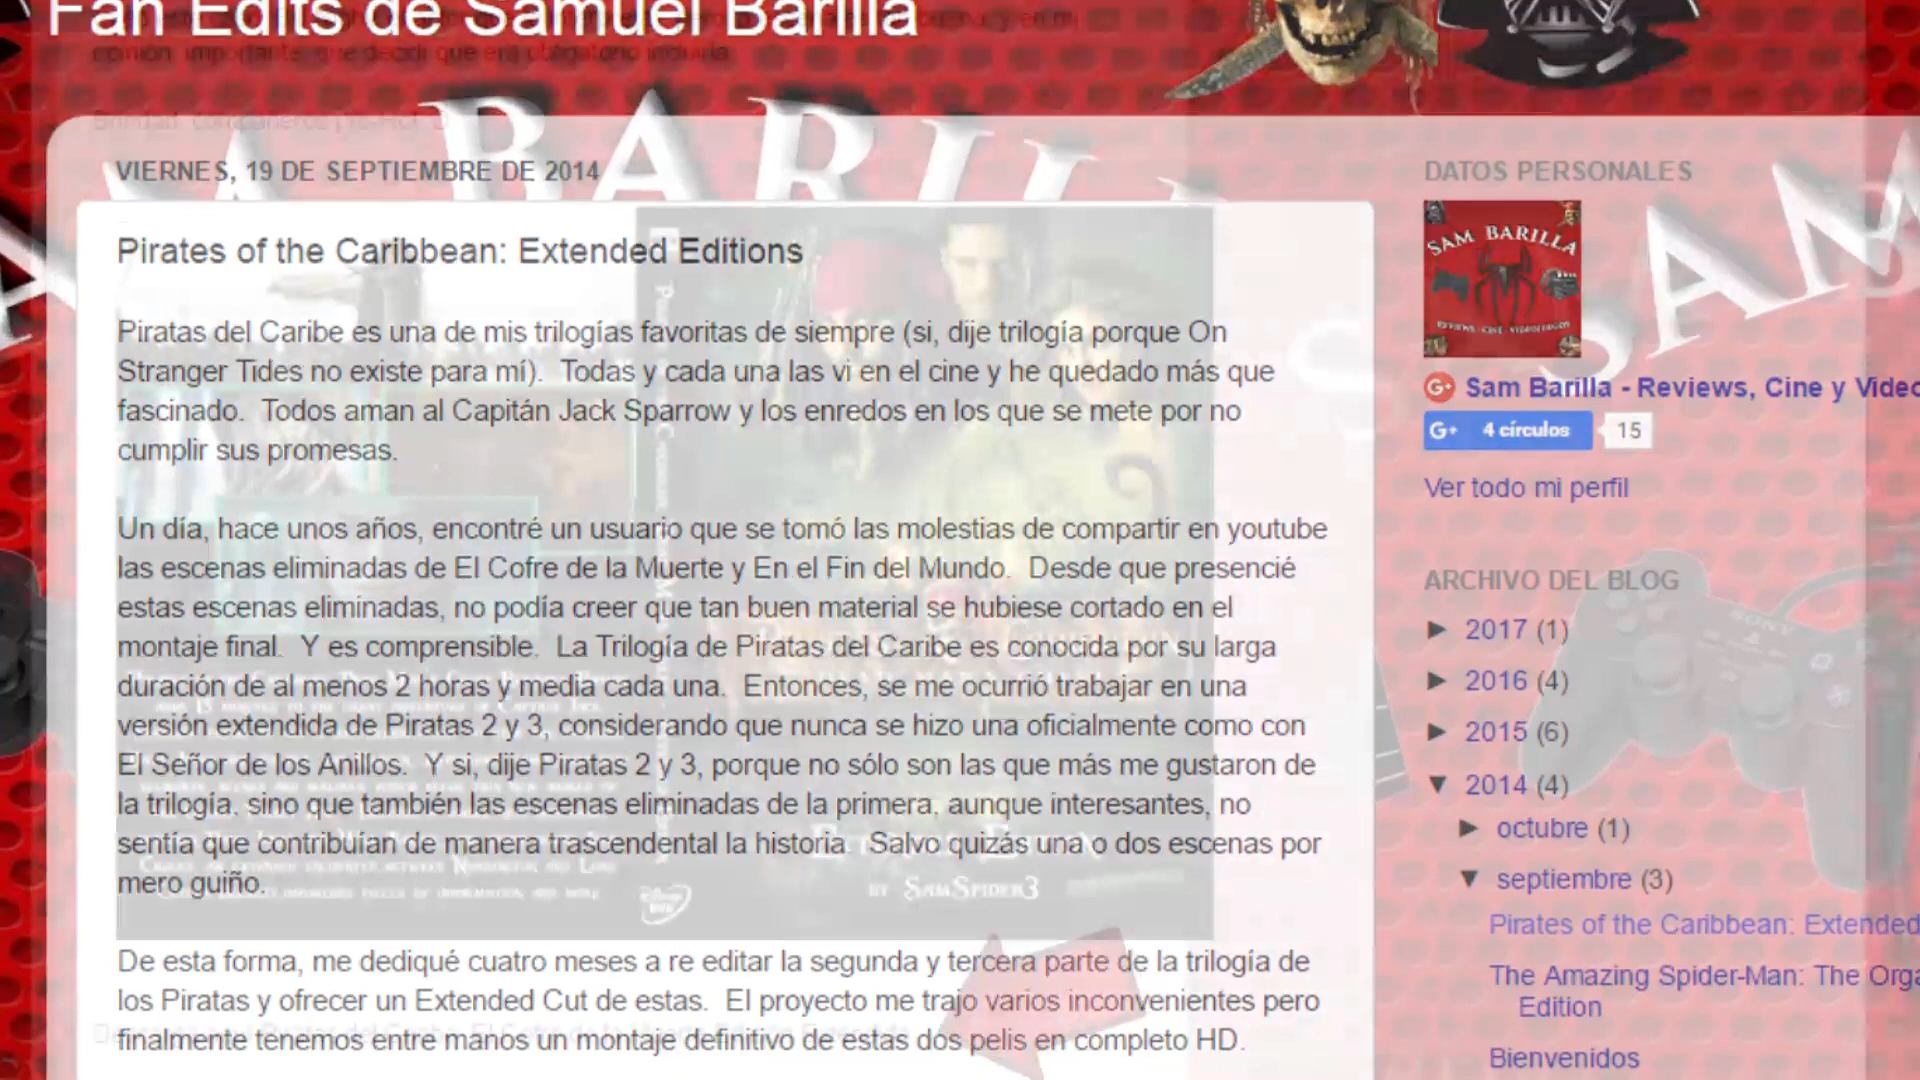 Fan Edits de Samuel Barilla
opinión, importante, que decidí que era obligatorio incluirla.
BARILLA
SAM
VIERNES, 19 DE SEPTIEMBRE DE 2014
Pirates of the Caribbean: Extended Editions
Piratas del Caribe es una de mis trilogías favoritas de siempre (si, dije trilogía porque On
Stranger Tides no existe para mí).  Todas y cada una las vi en el cine y he quedado más que
fascinado.  Todos aman al Capitán Jack Sparrow y los enredos en los que se mete por no
cumplir sus promesas.
Un día, hace unos años, encontré un usuario que se tomó las molestias de compartir en youtube
las escenas eliminadas de El Cofre de la Muerte y En el Fin del Mundo.  Desde que presencié
estas escenas eliminadas, no podía creer que tan buen material se hubiese cortado en el
montaje final.  Y es comprensible.  La Trilogía de Piratas del Caribe es conocida por su larga
duración de al menos 2 horas y media cada una.  Entonces, se me ocurrió trabajar en una
versión extendida de Piratas 2 y 3, considerando que nunca se hizo una oficialmente como con
El Señor de los Anillos.  Y si, dije Piratas 2 y 3, porque no sólo son las que más me gustaron de
la trilogía, sino que también las escenas eliminadas de la primera, aunque interesantes, no
sentía que contribuían de manera trascendental la historia.  Salvo quizás una o dos escenas por
mero guiño.
BY SAMSPIDER3
De esta forma, me dediqué cuatro meses a re editar la segunda y tercera parte de la trilogía de
los Piratas y ofrecer un Extended Cut de estas.  El proyecto me trajo varios inconvenientes pero
finalmente tenemos entre manos un montaje definitivo de estas dos pelis en completo HD.
DATOS PERSONALES
SAM BARILLA
REVIEWS - CINE - VIDEOJUEGOS
G+ Sam Barilla - Reviews, Cine y Video
G+ 4 círculos 15
Ver todo mi perfil
ARCHIVO DEL BLOG
► 2017 (1)
► 2016 (4)
► 2015 (6)
▼ 2014 (4)
► octubre (1)
▼ septiembre (3)
Pirates of the Caribbean: Extended
The Amazing Spider-Man: The Orga
Edition
Bienvenidos
SONY